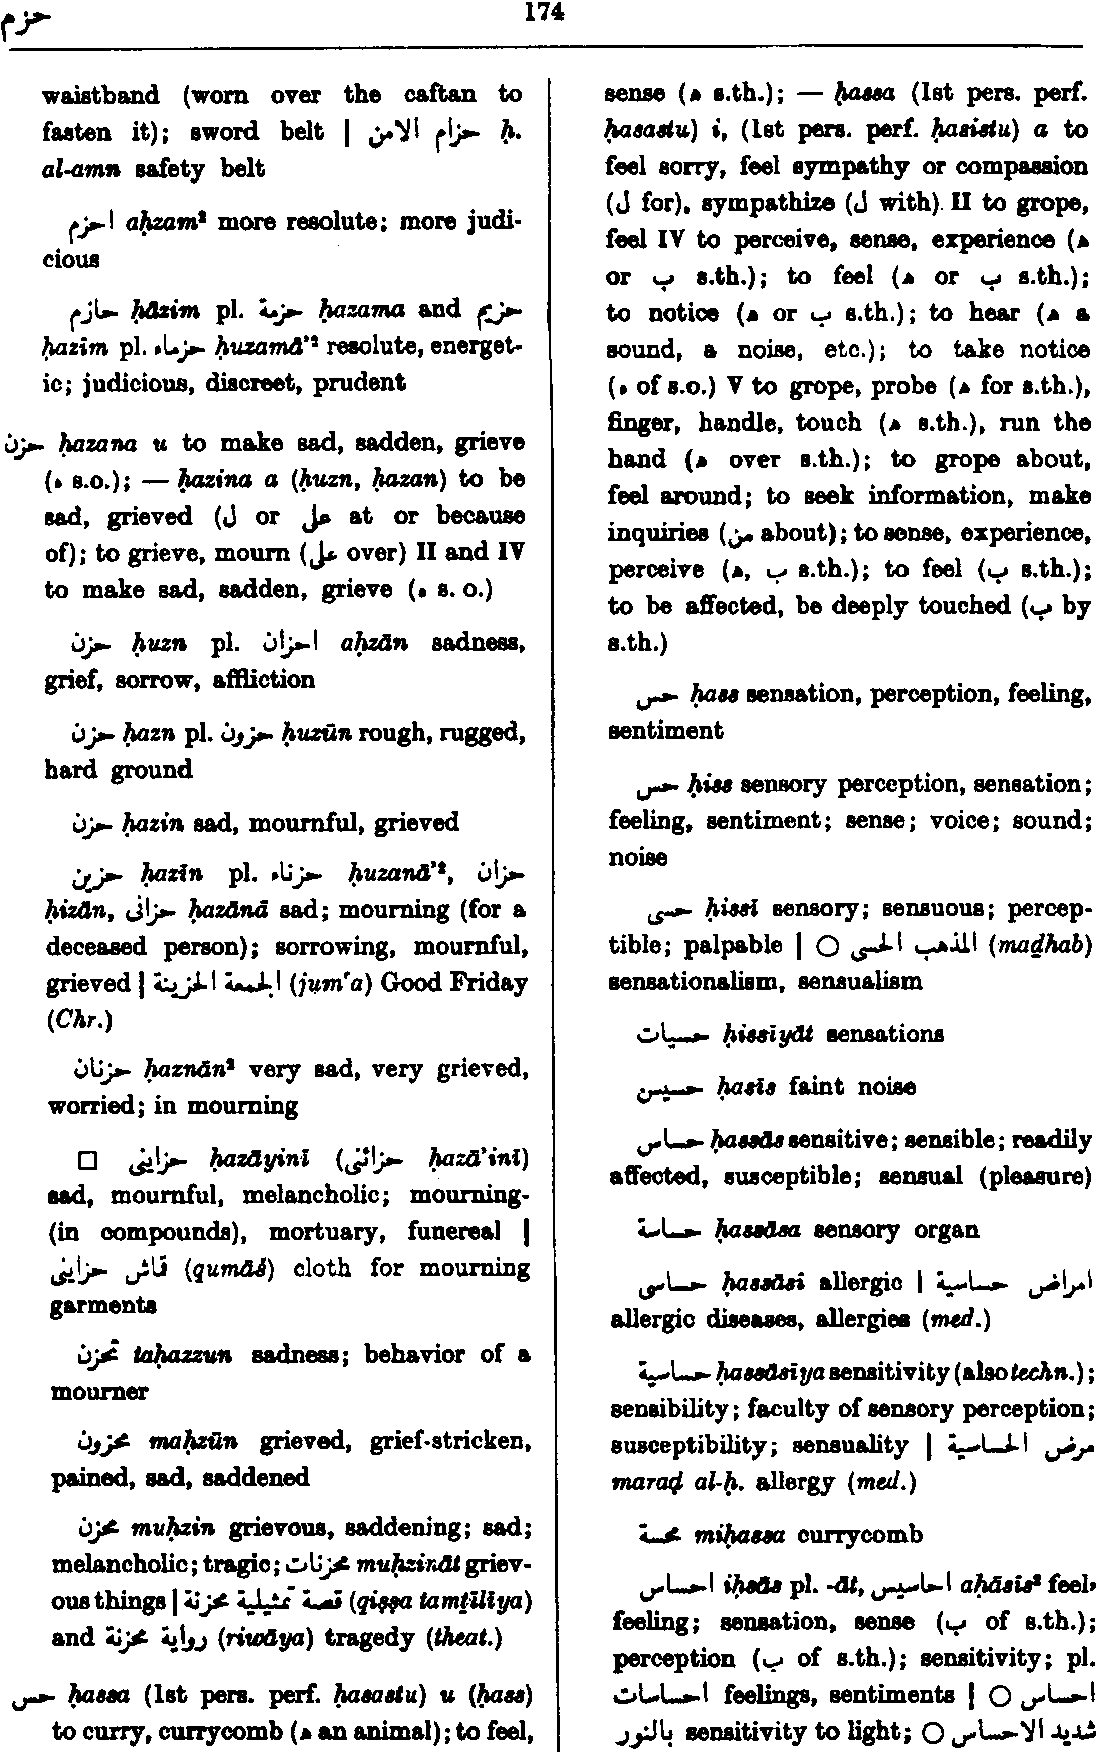 حزم
174
waistband (worn over the caftan to
fasten it); sword belt | حزام الامن ḥ.
al-amn safety belt
احزم aḥzam² more resolute; more judi-
cious
حازم ḥāzim pl. حزمة ḥazama and حزيم
ḥazīm pl. حزماء ḥuzamā’² resolute, energet-
ic; judicious, discreet, prudent
حزن ḥazana u to make sad, sadden, grieve
(ه s.o.); — ḥazina a (ḥuzn, ḥazan) to be
sad, grieved (ل or على at or because
of); to grieve, mourn (على over) II and IV
to make sad, sadden, grieve (ه s. o.)
حزن ḥuzn pl. احزان aḥzān sadness,
grief, sorrow, affliction
حزن ḥazn pl. حزون ḥuzūn rough, rugged,
hard ground
حزن ḥazin sad, mournful, grieved
حزين ḥazīn pl. حزناء ḥuzanā’², حزان
ḥizān, حزانى ḥazānā sad; mourning (for a
deceased person); sorrowing, mournful,
grieved | الجمعة الحزينة (jumʿa) Good Friday
(Chr.)
حزنان ḥaznān² very sad, very grieved,
worried; in mourning
□ حزاينى ḥazāyinī (حزائنى ḥazā’inī)
sad, mournful, melancholic; mourning-
(in compounds), mortuary, funereal |
قماش حزاينى (qumāš) cloth for mourning
garments
تحزن taḥazzun sadness; behavior of a
mourner
محزون maḥzūn grieved, grief-stricken,
pained, sad, saddened
محزن muḥzin grievous, saddening; sad;
melancholic; tragic; محزنات muḥzināt griev-
ous things | قصة تمثيلية محزنة (qiṣṣa tamṯīlīya)
and رواية محزنة (riwāya) tragedy (theat.)
حس ḥassa (1st pers. perf. ḥasastu) u (ḥass)
to curry, currycomb (ه an animal); to feel,
sense (ه s.th.); — ḥassa (1st pers. perf.
ḥasastu) i, (1st pers. perf. ḥasistu) a to
feel sorry, feel sympathy or compassion
(ل for), sympathize (ل with) II to grope,
feel IV to perceive, sense, experience (ه
or ب s.th.); to feel (ه or ب s.th.);
to notice (ه or ب s.th.); to hear (ه a
sound, a noise, etc.); to take notice
(ه of s.o.) V to grope, probe (ه for s.th.),
finger, handle, touch (ه s.th.), run the
hand (ه over s.th.); to grope about,
feel around; to seek information, make
inquiries (من about); to sense, experience,
perceive (ه, ب s.th.); to feel (ب s.th.);
to be affected, be deeply touched (ب by
s.th.)
حس ḥass sensation, perception, feeling,
sentiment
حس ḥiss sensory perception, sensation;
feeling, sentiment; sense; voice; sound;
noise
حسى ḥissī sensory; sensuous; percep-
tible; palpable | ○ المذهب الحسى (maḏhab)
sensationalism, sensualism
حسيات ḥissīyāt sensations
حسيس ḥasīs faint noise
حساس ḥassās sensitive; sensible; readily
affected, susceptible; sensual (pleasure)
حساسة ḥassāsa sensory organ
حساسى ḥassāsī allergic | امراض حساسية
allergic diseases, allergies (med.)
حساسية ḥassāsīya sensitivity (also techn.);
sensibility; faculty of sensory perception;
susceptibility; sensuality | مرض الحساسية
maraḍ al-ḥ. allergy (med.)
محسة miḥassa currycomb
احساس iḥsās pl. -āt, احاسيس aḥāsīs² feel,
feeling; sensation, sense (ب of s.th.);
perception (ب of s.th.); sensitivity; pl.
احساسات feelings, sentiments | ○ احساس
بالنور sensitivity to light; ○ شديد الاحساس